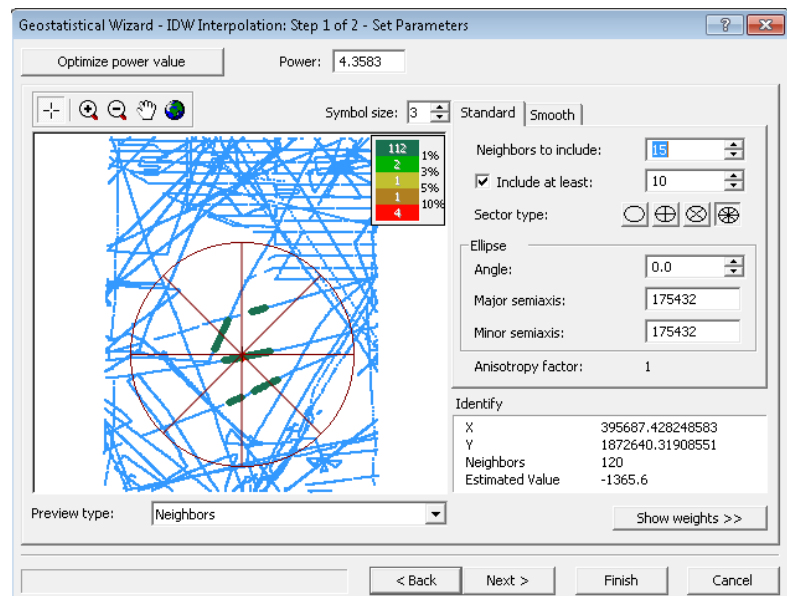 Geostatistical Wizard - IDW Interpolation: Step 1 of 2 - Set Parameters
Optimize power value
Power: 4.3583
Symbol size: 3
112
2
1
1
4
1%
3%
5%
10%
Standard Smooth
Neighbors to include: 15
Include at least: 10
Sector type:
Ellipse
Angle: 0.0
Major semiaxis: 175432
Minor semiaxis: 175432
Anisotropy factor: 1
Identify
X 395687.428248583
Y 1872640.31908551
Neighbors 120
Estimated Value -1365.6
Preview type: Neighbors
Show weights >>
< Back Next > Finish Cancel